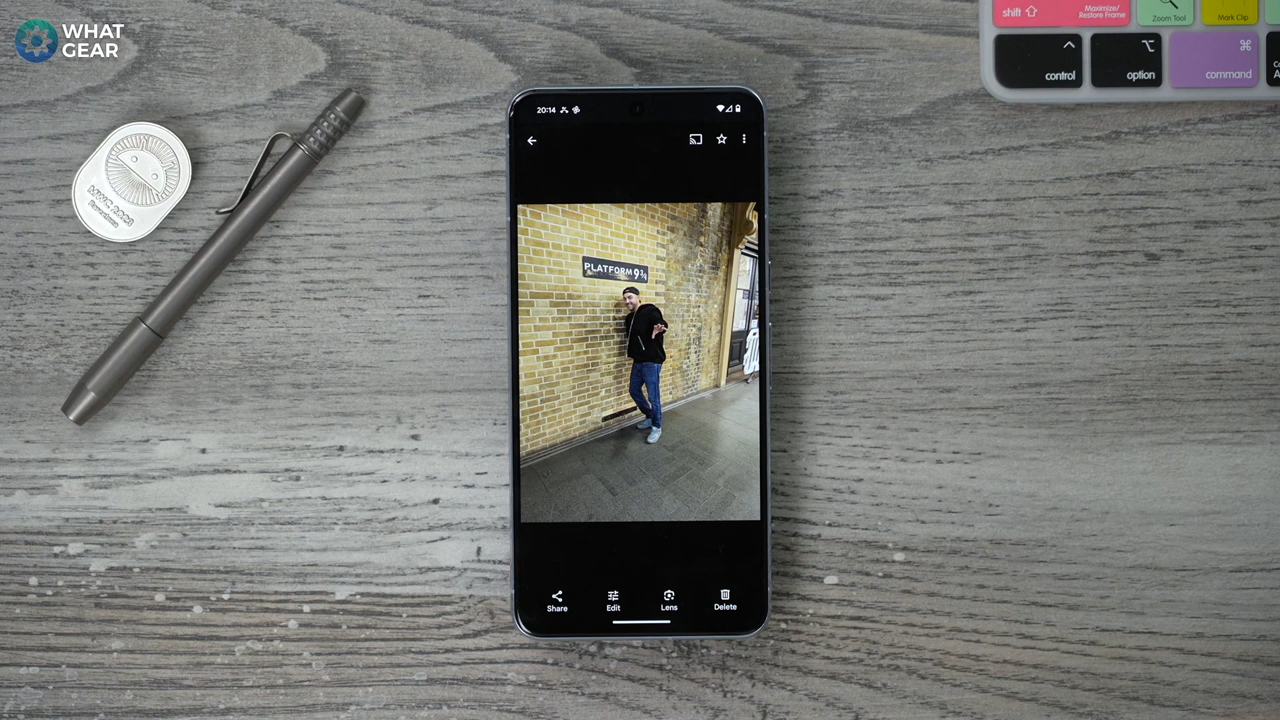 WHAT
GEAR
shift
Maximize/
Restore Frame
Zoom Tool
Mark Clip
control
option
command
20:14
PLATFORM 9¾
Share
Edit
Lens
Delete